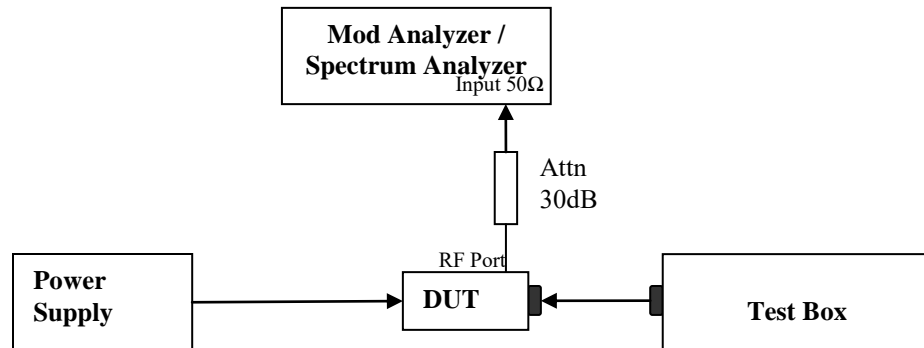 Mod Analyzer /
Spectrum Analyzer
Input 50Ω
Attn
30dB
RF Port
Power
Supply
DUT
Test Box